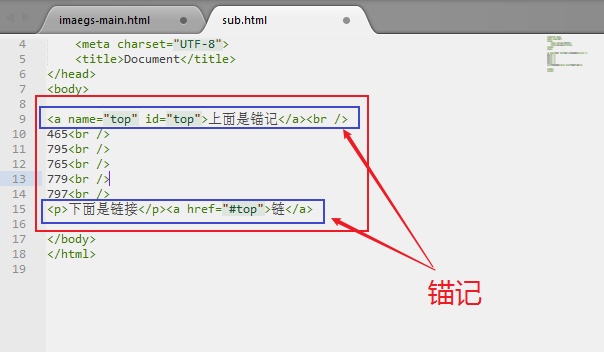 imaegs-main.html
sub.html
4 <meta charset="UTF-8">
5 <title>Document</title>
6 </head>
7 <body>
8
9 <a name="top" id="top">上面是锚记</a><br />
10 465<br />
11 795<br />
12 765<br />
13 779<br />
14 797<br />
15 <p>下面是链接</p><a href="#top">链</a>
16
17 </body>
18 </html>
19
锚记